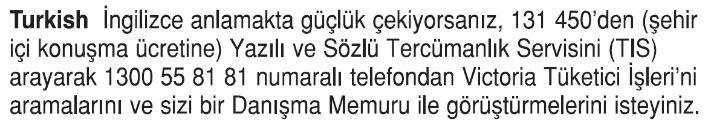 Turkish İngilizce anlamakta güçlük çekiyorsanız, 131 450’den (şehir
içi konuşma ücretine) Yazılı ve Sözlü Tercümanlık Servisini (TIS)
arayarak 1300 55 81 81 numaralı telefondan Victoria Tüketici İşleri’ni
aramalarını ve sizi bir Danışma Memuru ile görüştürmelerini isteyiniz.